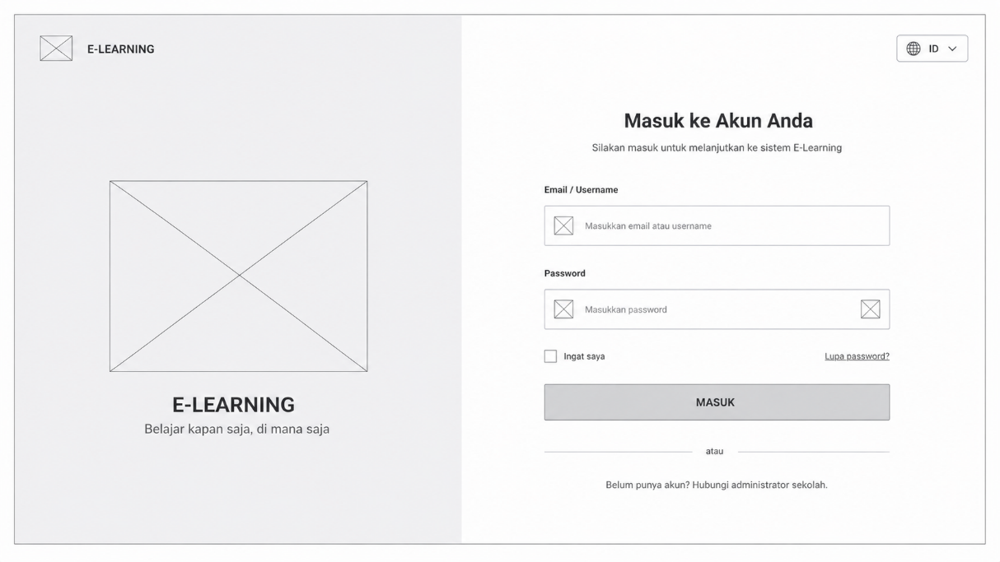 E-LEARNING
ID
E-LEARNING
Belajar kapan saja, di mana saja
Masuk ke Akun Anda
Silakan masuk untuk melanjutkan ke sistem E-Learning
Email / Username
Masukkan email atau username
Password
Masukkan password
Ingat saya
Lupa password?
MASUK
atau
Belum punya akun? Hubungi administrator sekolah.